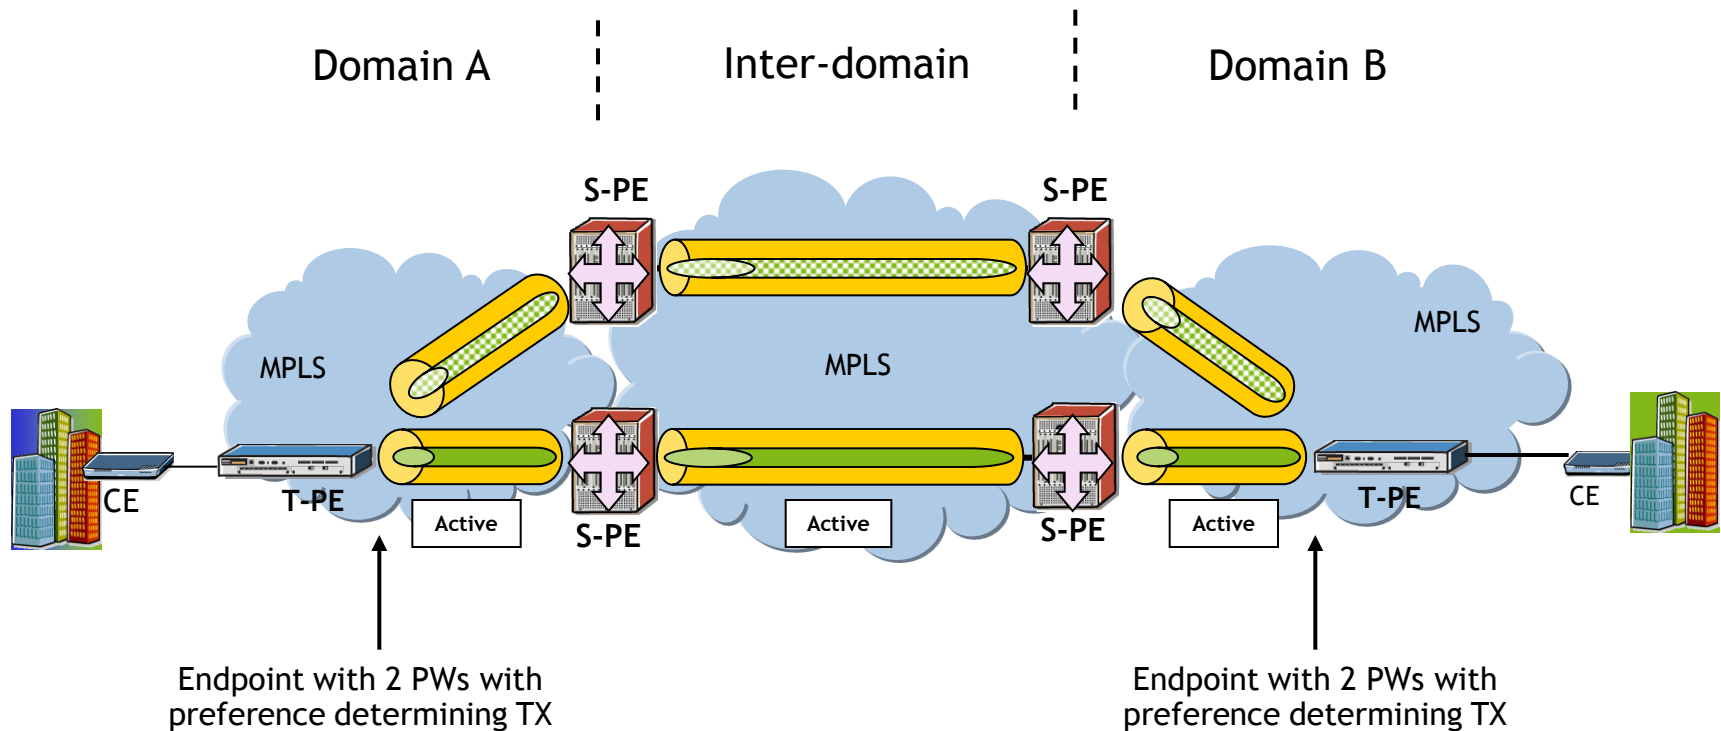 Domain A
Inter-domain
Domain B
S-PE
S-PE
MPLS
MPLS
MPLS
CE
T-PE
Active
S-PE
Active
S-PE
Active
T-PE
CE
Endpoint with 2 PWs with
preference determining TX
Endpoint with 2 PWs with
preference determining TX